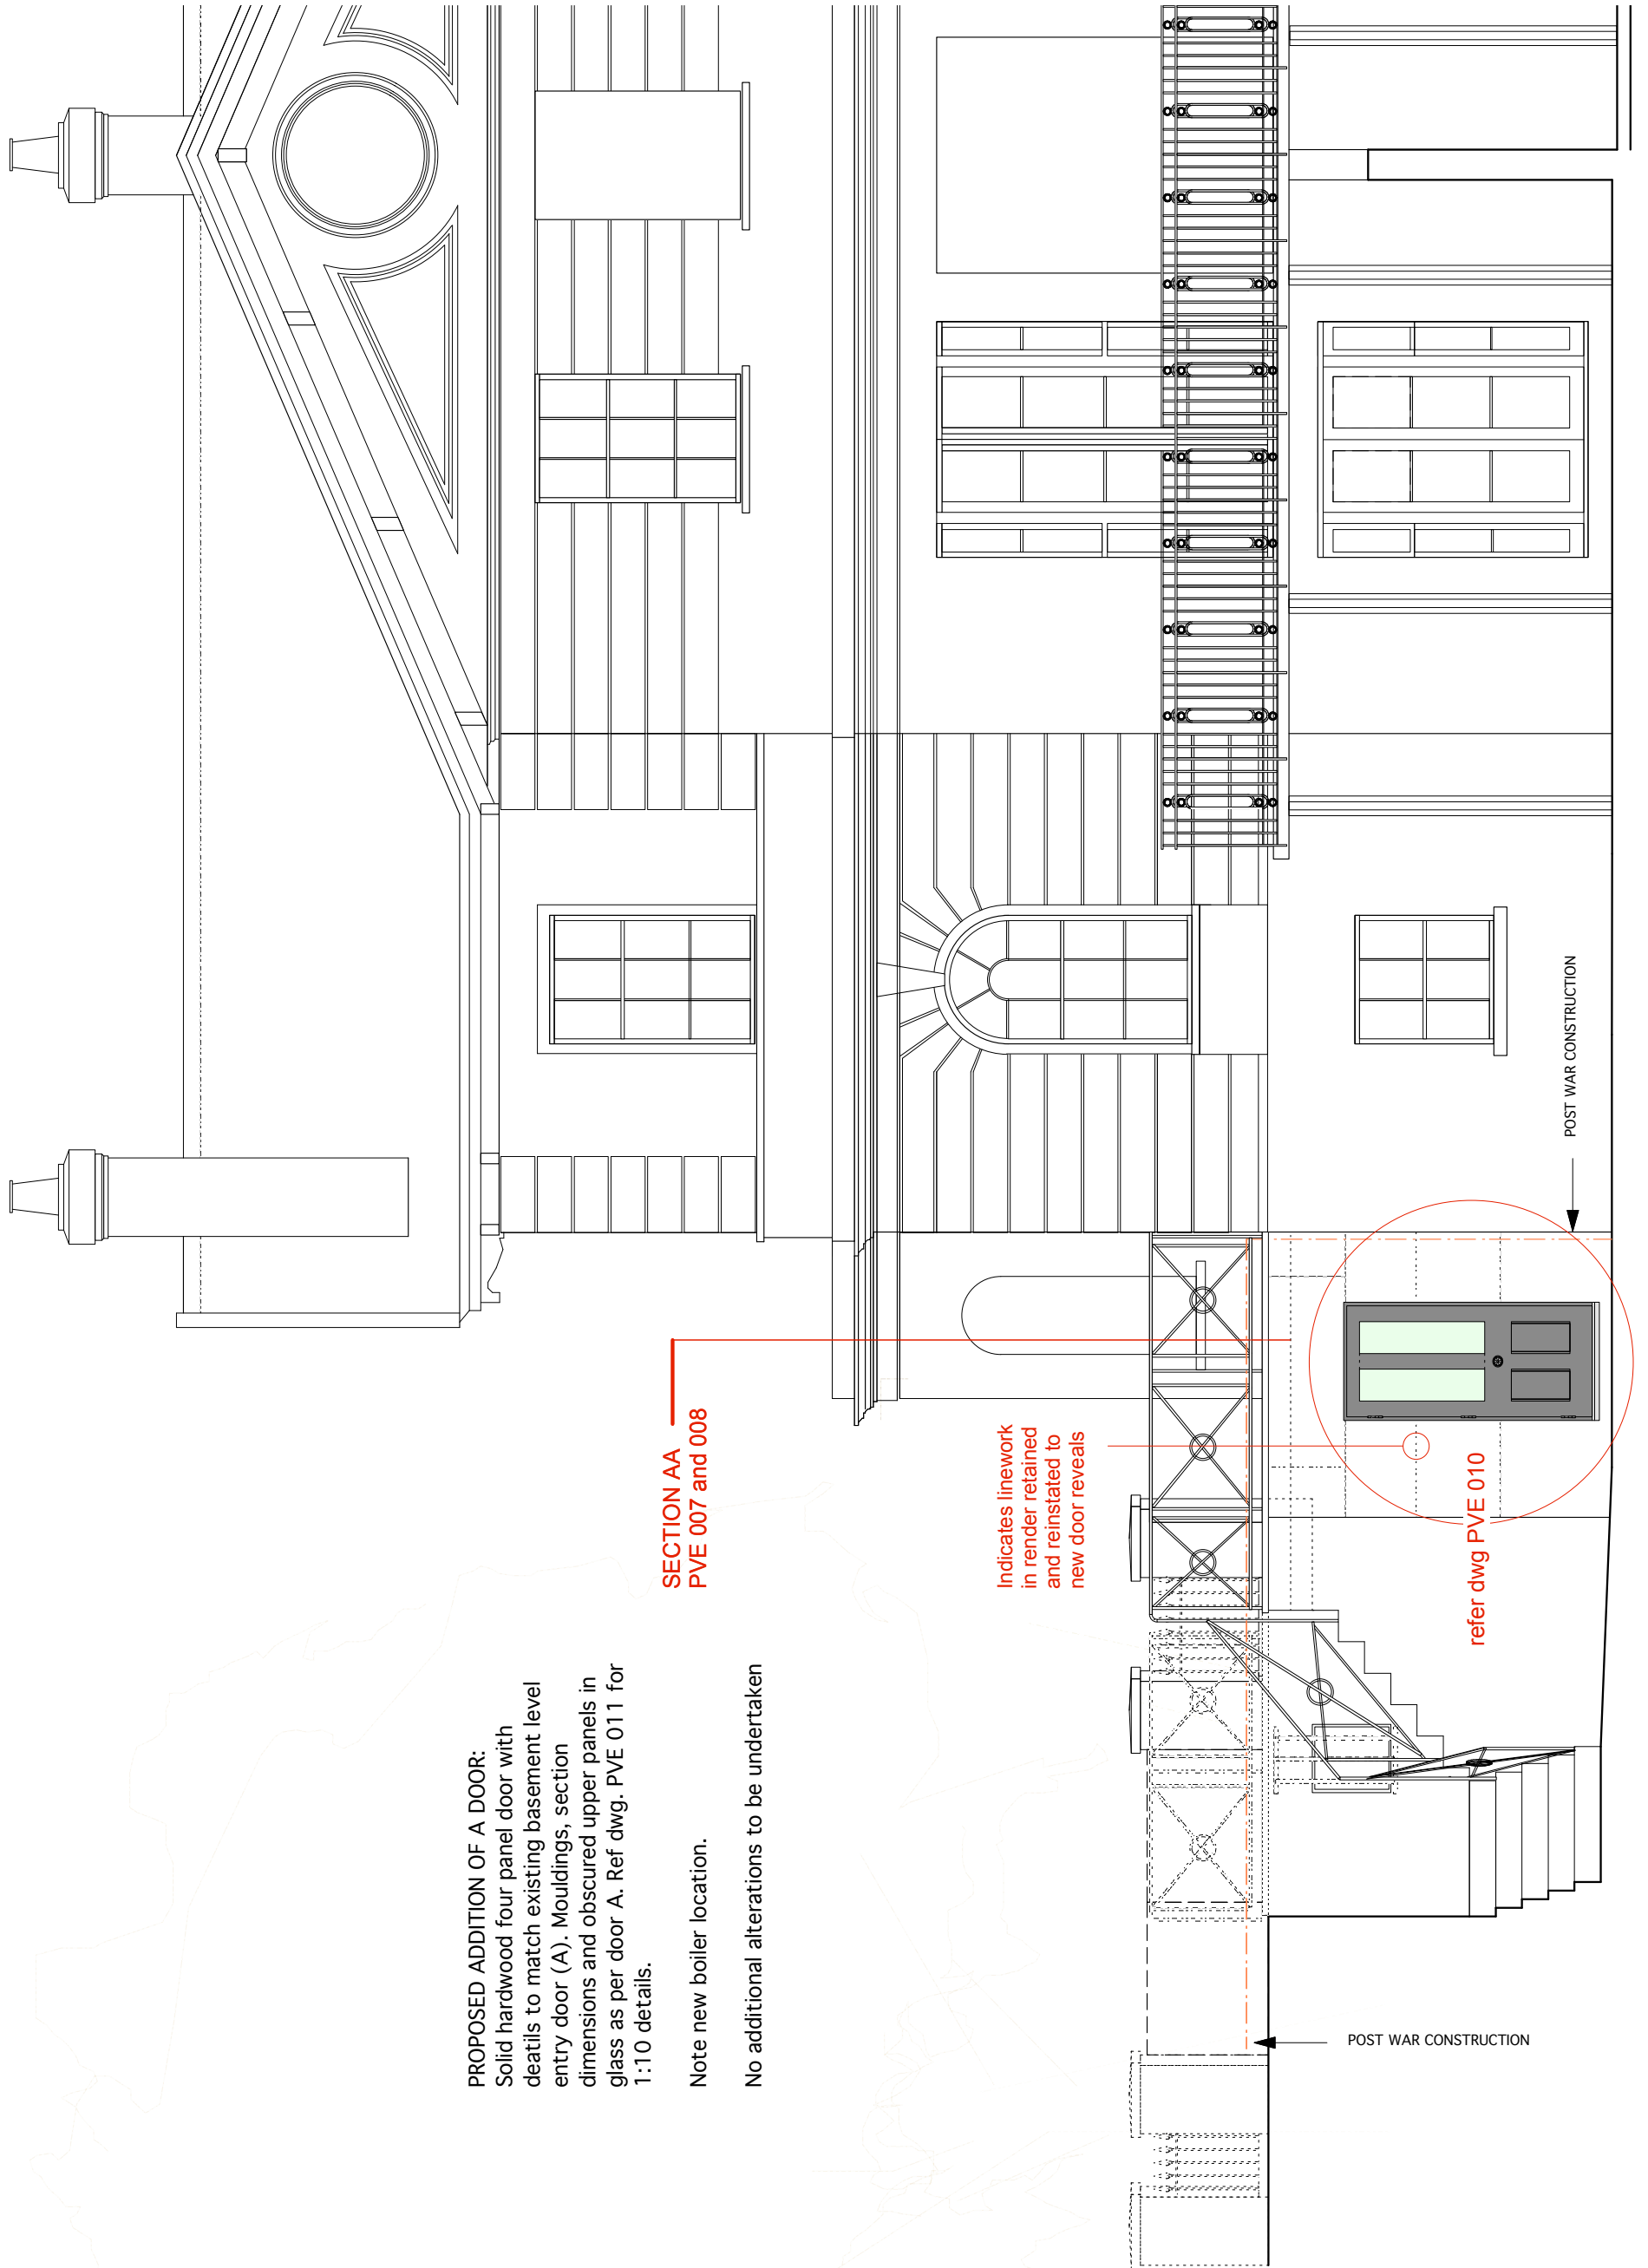 PROPOSED ADDITION OF A DOOR:
Solid hardwood four panel door with
deatils to match existing basement level
entry door (A). Mouldings, section
dimensions and obscured upper panels in
glass as per door A. Ref dwg. PVE 011 for
1:10 details.
Note new boiler location.
No additional alterations to be undertaken
SECTION AA
PVE 007 and 008
Indicates linework
in render retained
and reinstated to
new door reveals
refer dwg PVE 010
POST WAR CONSTRUCTION
POST WAR CONSTRUCTION